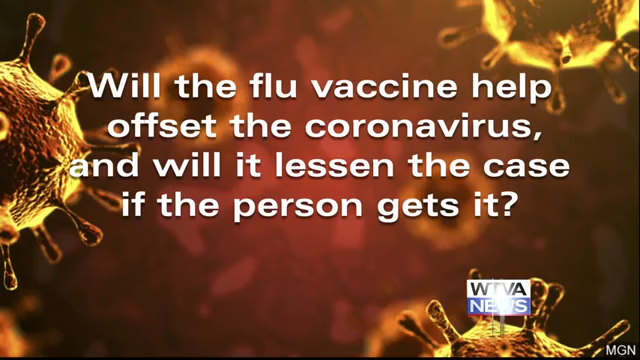 Will the flu vaccine help
offset the coronavirus,
and will it lessen the case
if the person gets it?
WTVA
NEWS
MGN